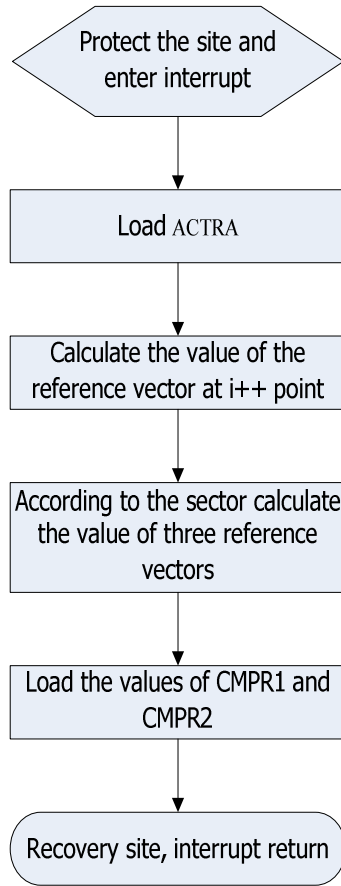 Protect the site and
enter interrupt
Load ACTRA
Calculate the value of the
reference vector at i++ point
According to the sector calculate
the value of three reference
vectors
Load the values of CMPR1 and
CMPR2
Recovery site, interrupt return